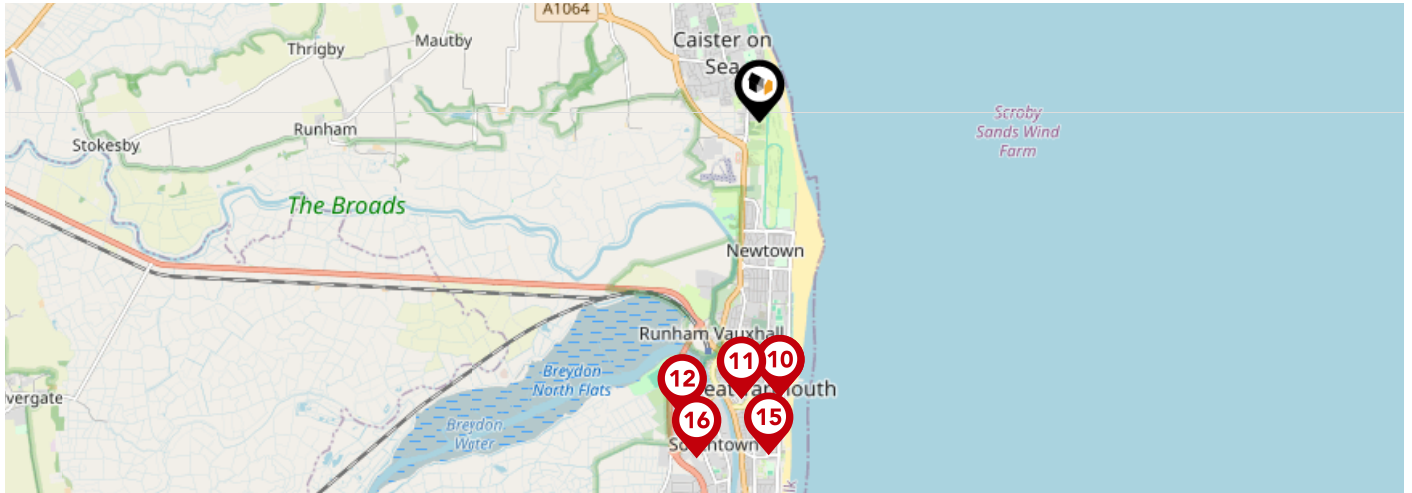 A1064
Caister on
Sea
Mautby
Thrigby
Scroby
Sands Wind
Farm
Runham
Stokesby
The Broads
Newtown
Runham Vauxhall
11
10
12
Breydon
North Flats
vergate
16
15
Breydon
Water